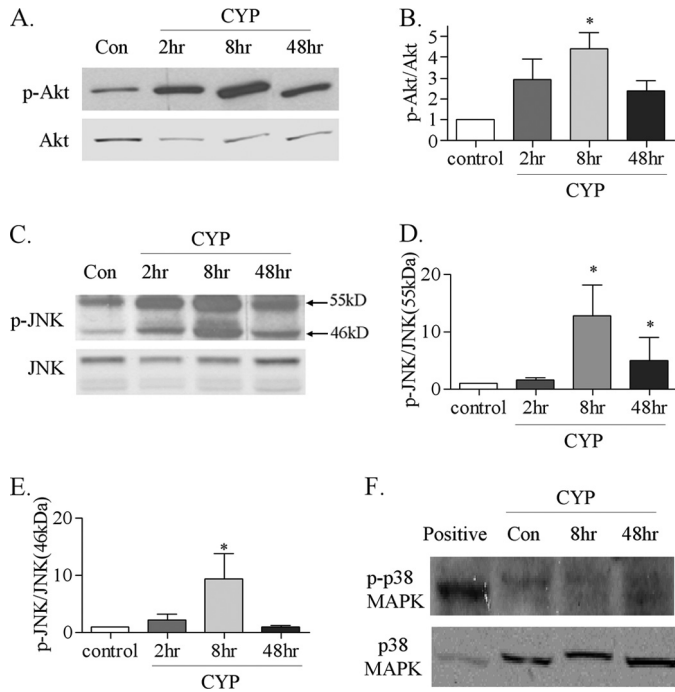 A.
CYP
Con 2hr 8hr 48hr
p-Akt
Akt
B.
p-Akt/Akt
5
4
3
2
1
0
*
control 2hr 8hr 48hr
CYP
C.
CYP
Con 2hr 8hr 48hr
p-JNK
55kD
46kD
JNK
D.
p-JNK/JNK(55kDa)
20
10
0
*
*
control 2hr 8hr 48hr
CYP
E.
p-JNK/JNK(46kDa)
20
10
0
*
control 2hr 8hr 48hr
CYP
F.
CYP
Positive Con 8hr 48hr
p-p38
MAPK
p38
MAPK